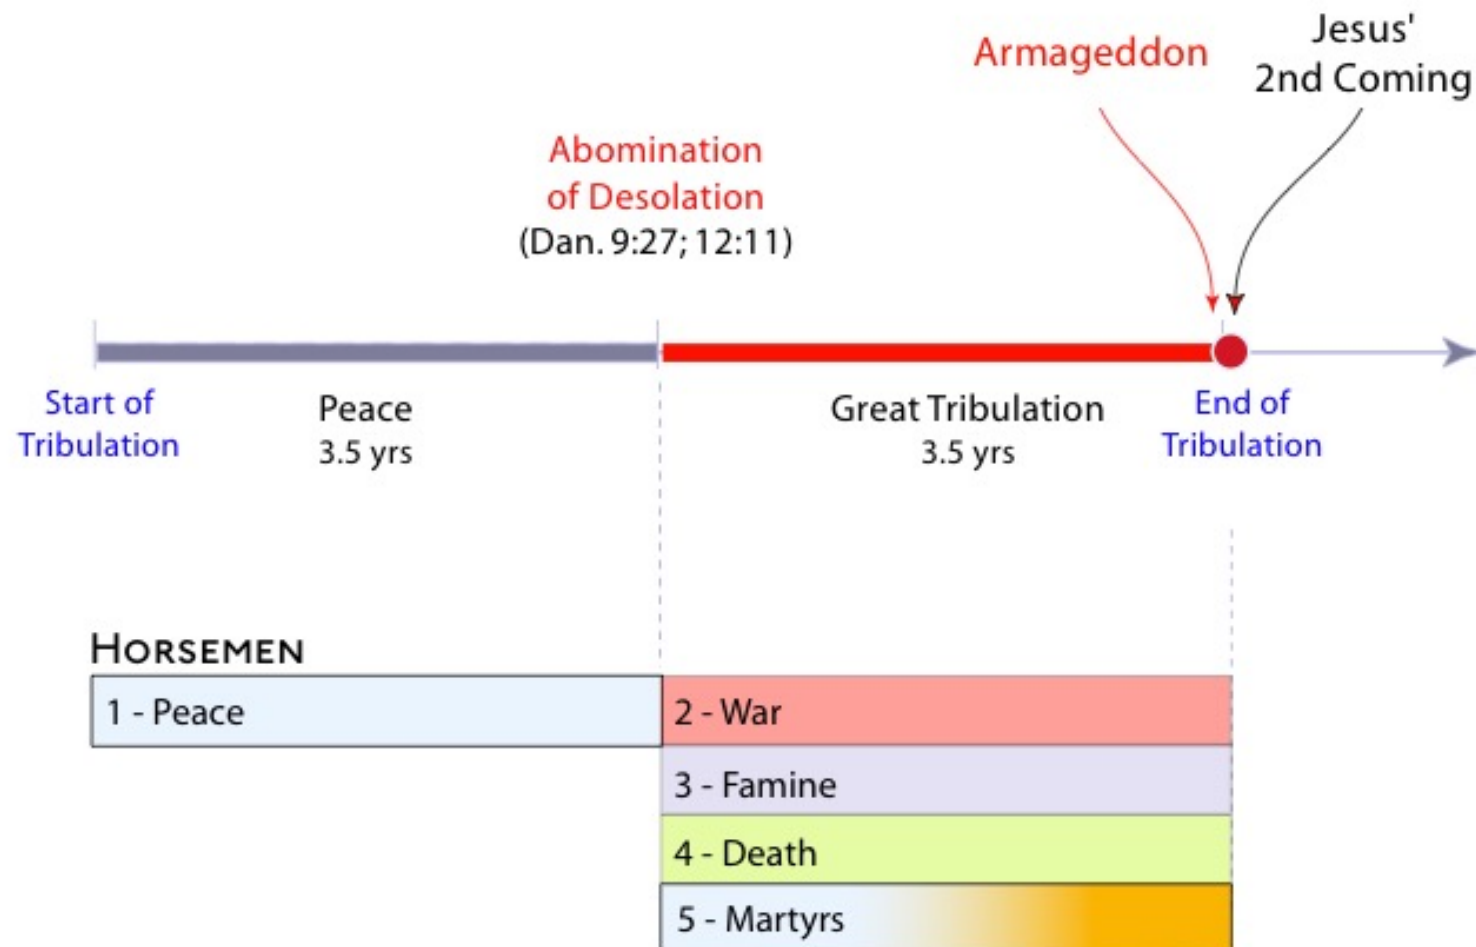 Armageddon
Jesus'
2nd Coming
Abomination
of Desolation
(Dan. 9:27; 12:11)
Start of
Tribulation
Peace
3.5 yrs
Great Tribulation
3.5 yrs
End of
Tribulation
HORSEMEN
1 - Peace
2 - War
3 - Famine
4 - Death
5 - Martyrs